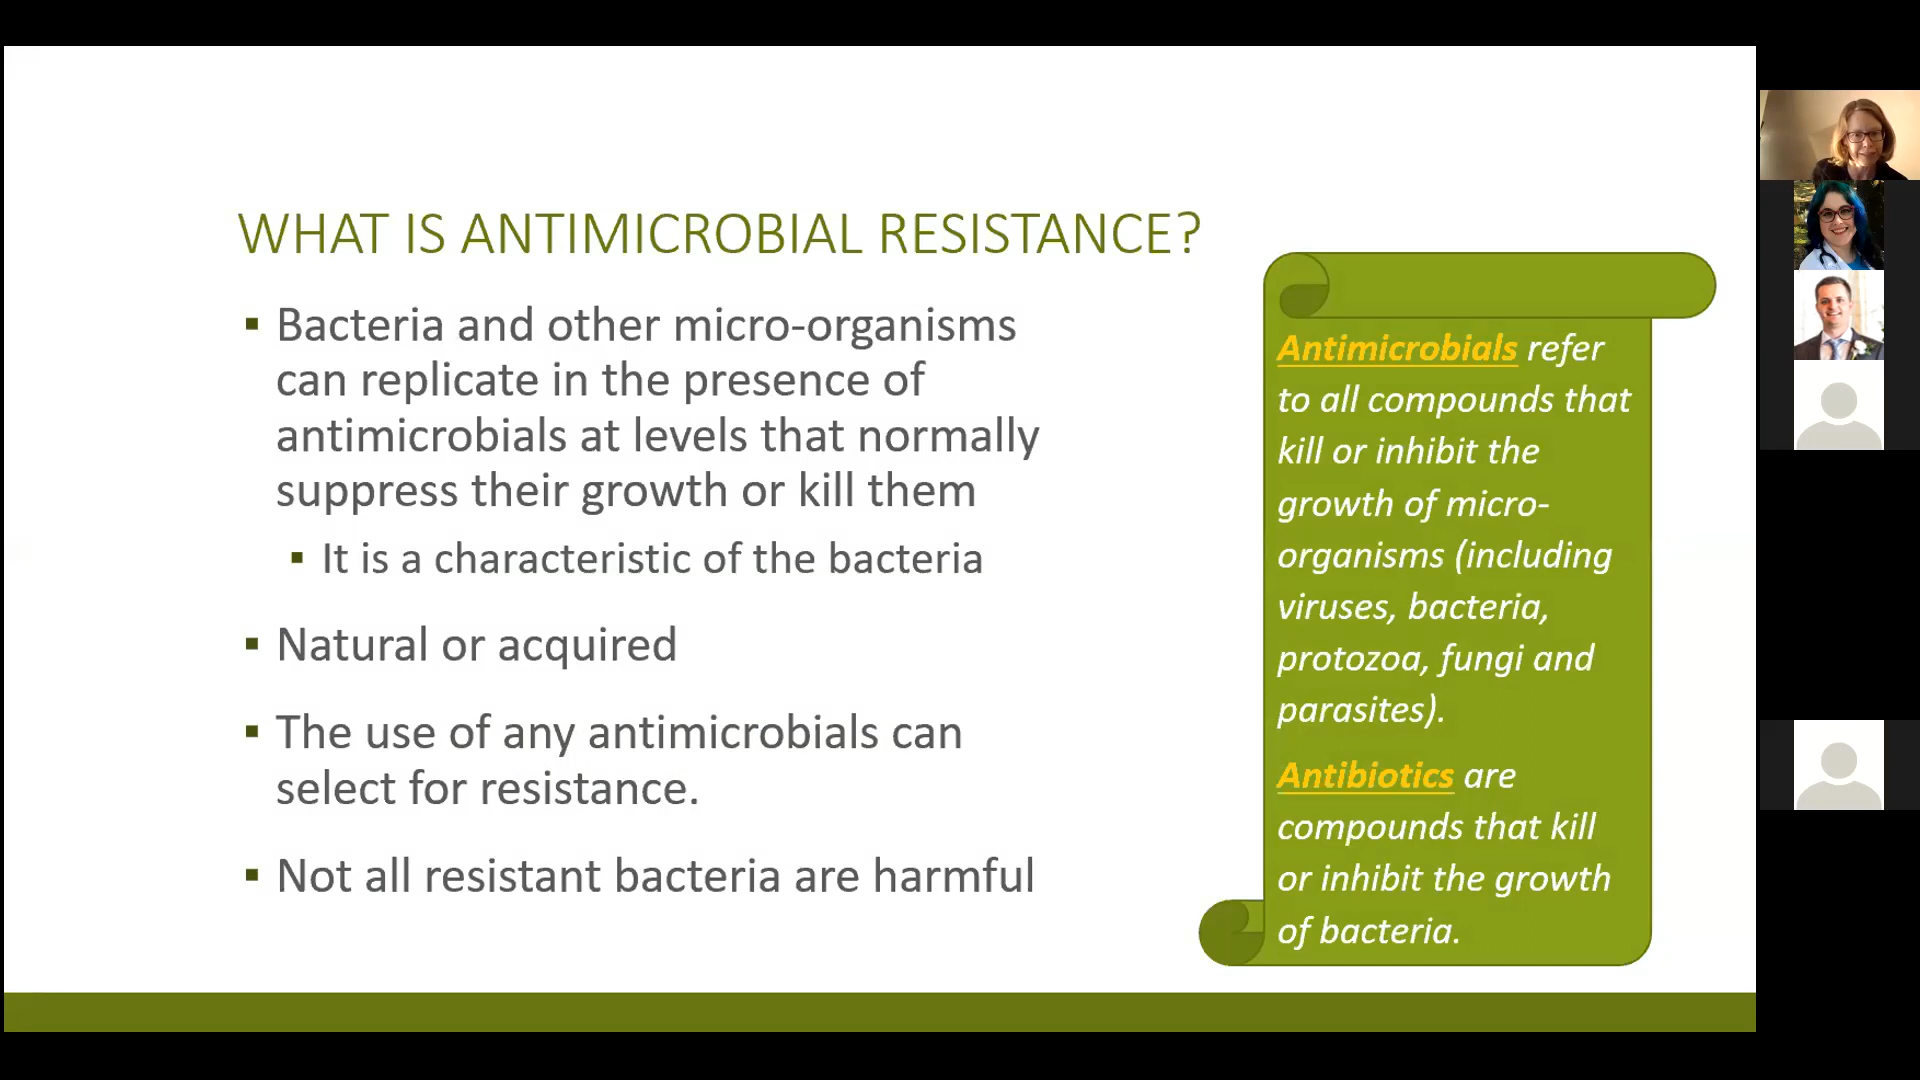 WHAT IS ANTIMICROBIAL RESISTANCE?
▪ Bacteria and other micro-organisms
can replicate in the presence of
antimicrobials at levels that normally
suppress their growth or kill them
▪ It is a characteristic of the bacteria
▪ Natural or acquired
▪ The use of any antimicrobials can
select for resistance.
▪ Not all resistant bacteria are harmful
Antimicrobials refer
to all compounds that
kill or inhibit the
growth of micro-
organisms (including
viruses, bacteria,
protozoa, fungi and
parasites).
Antibiotics are
compounds that kill
or inhibit the growth
of bacteria.